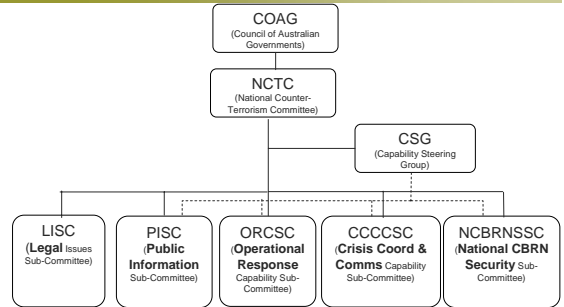 COAG
(Council of Australian
Governments)
NCTC
(National Counter-
Terrorism Committee)
CSG
(Capability Steering
Group)
LISC
(Legal Issues
Sub-Committee)
PISC
(Public
Information
Sub-Committee)
ORCSC
(Operational
Response
Capability Sub-
Committee)
CCCCSC
(Crisis Coord &
Comms Capability
Sub-Committee)
NCBRNSSC
(National CBRN
Security Sub-
Committee)